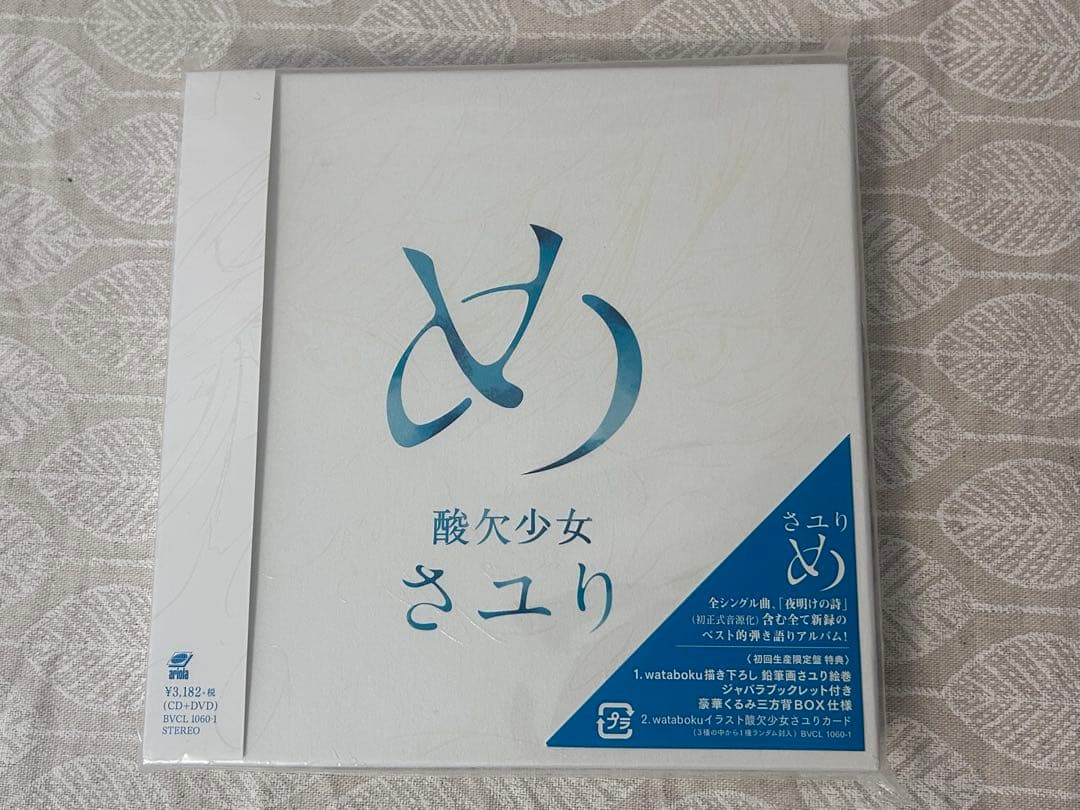 め
酸欠少女
さユり
ariola
¥3,182+税
(CD+DVD)
BVCL 1060-1
STEREO
さユり
め
全シングル曲、「夜明けの詩」
(初正式音源化) 含む全て新録の
ベスト的弾き語りアルバム!
〈初回生産限定盤 特典〉
1. wataboku描き下ろし 鉛筆画さユり絵巻
ジャバラブックレット付き
豪華くるみ三方背BOX仕様
2. watabokuイラスト酸欠少女さユりカード
(3種の中から1種ランダム封入) BVCL 1060-1
プラ